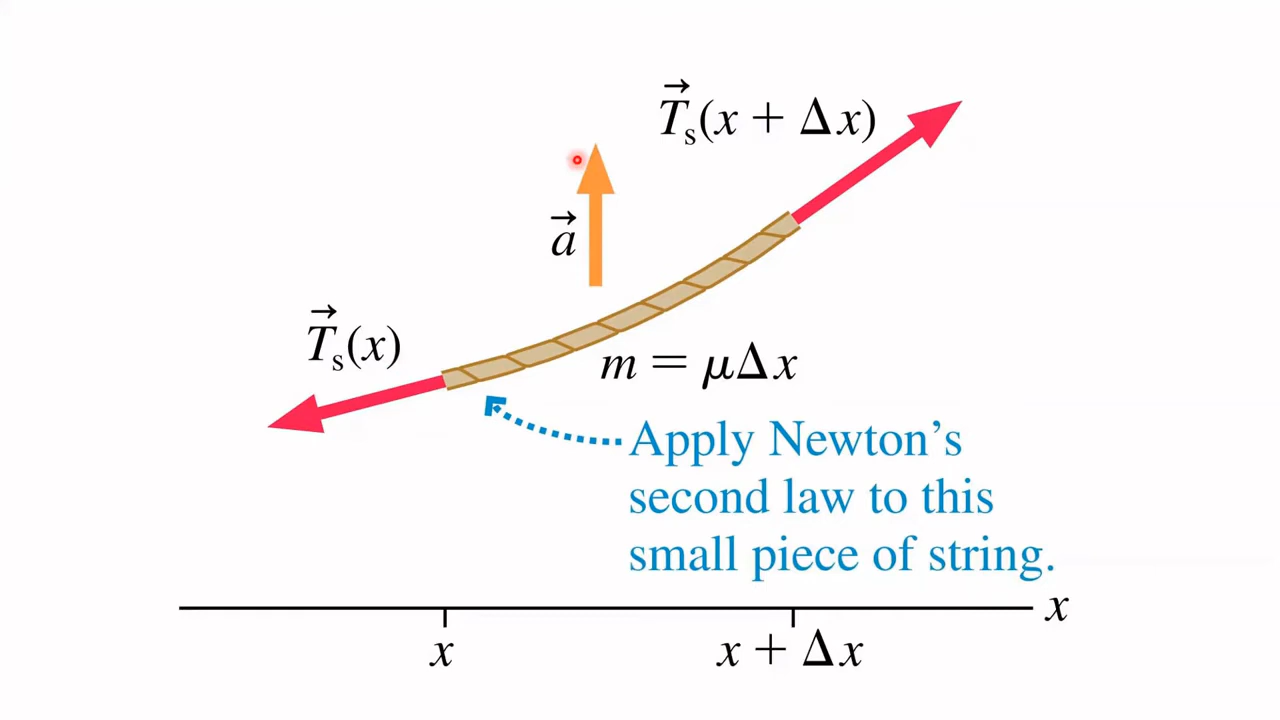 T⃗ₛ(x + Δx)
a⃗
T⃗ₛ(x)
m = μΔx
Apply Newton’s
second law to this
small piece of string.
x
x
x + Δx